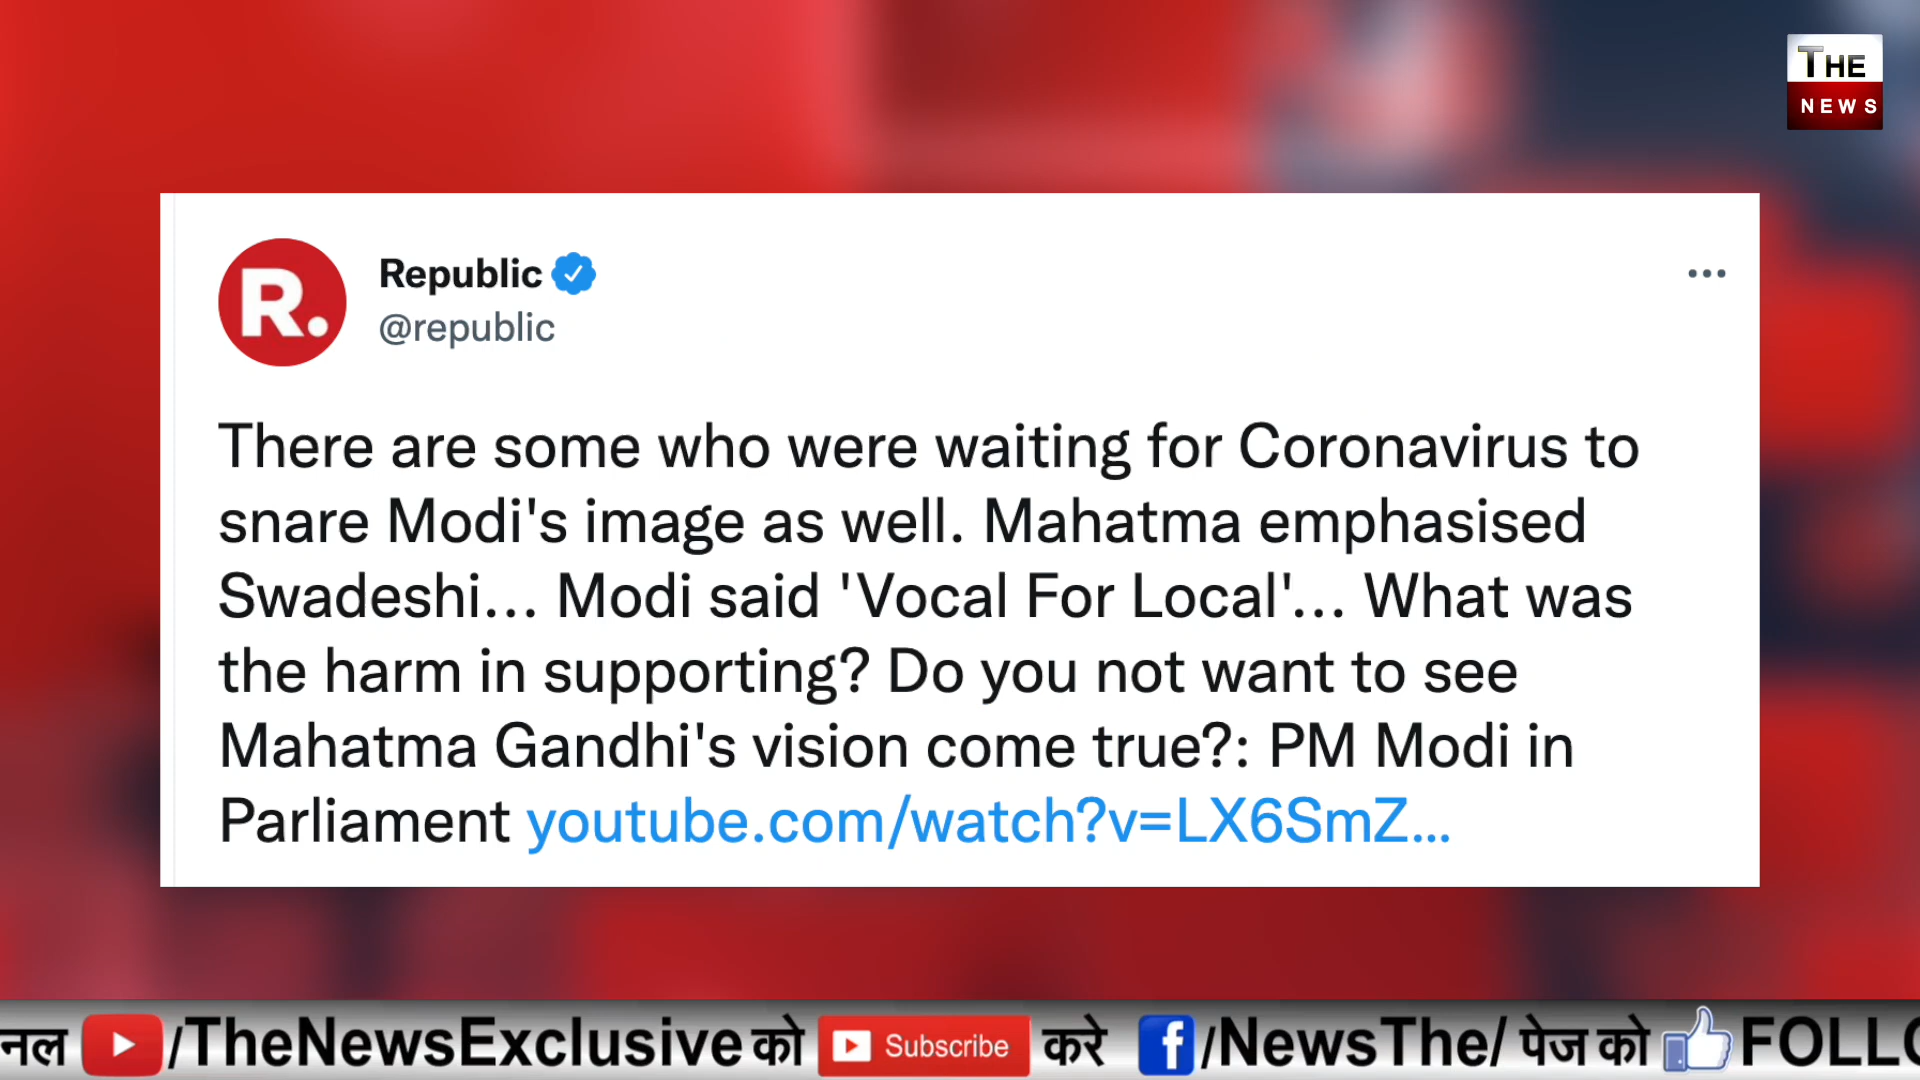 THE
NEWS
R.
Republic
@republic
There are some who were waiting for Coronavirus to
snare Modi's image as well. Mahatma emphasised
Swadeshi... Modi said 'Vocal For Local'... What was
the harm in supporting? Do you not want to see
Mahatma Gandhi's vision come true?: PM Modi in
Parliament youtube.com/watch?v=LX6SmZ...
नल /TheNewsExclusive को Subscribe करे f/NewsThe/ पेज को FOLLO